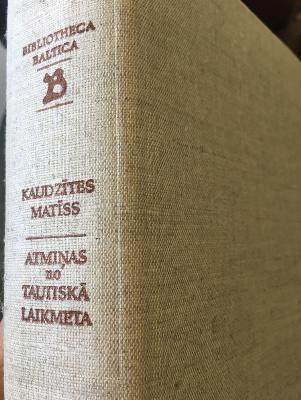 BIBLIOTHECA
BALTICA
B
KAUDZĪTES
MATĪSS
ATMIŅAS
no
TAUTISKĀ
LAIKMETA